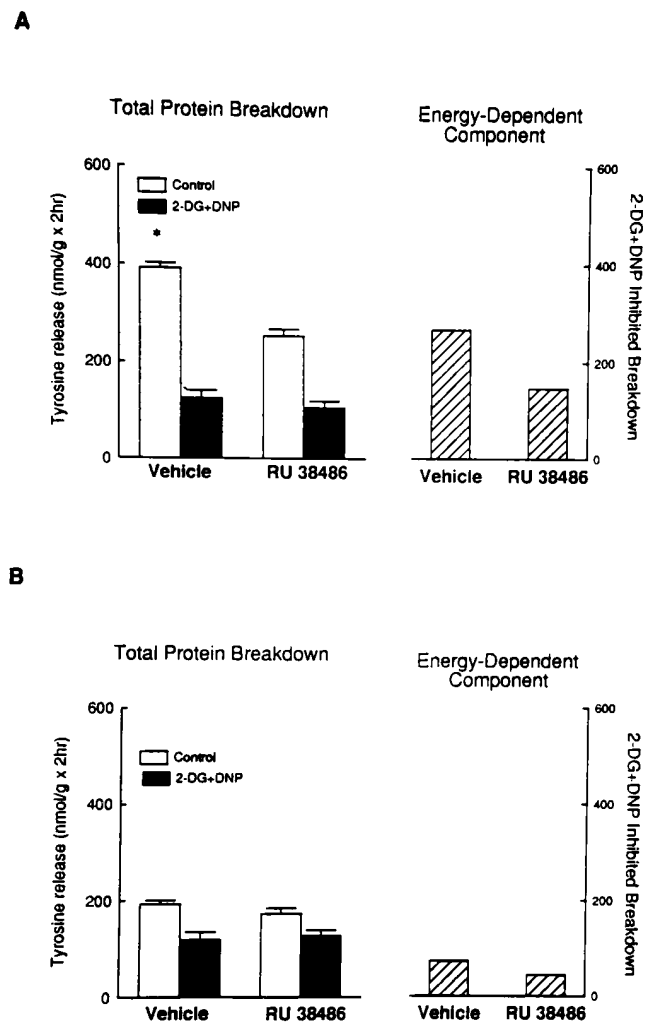 A
Total Protein Breakdown
Energy-Dependent
Component
Tyrosine release (nmol/g x 2hr)
600
400
200
0
Control
2-DG+DNP
*
Vehicle
RU 38486
600
400
200
0
2-DG+DNP Inhibited Breakdown
Vehicle
RU 38486
B
Total Protein Breakdown
Energy-Dependent
Component
Tyrosine release (nmol/g x 2hr)
600
400
200
0
Control
2-DG+DNP
Vehicle
RU 38486
600
400
200
0
2-DG+DNP Inhibited Breakdown
Vehicle
RU 38486